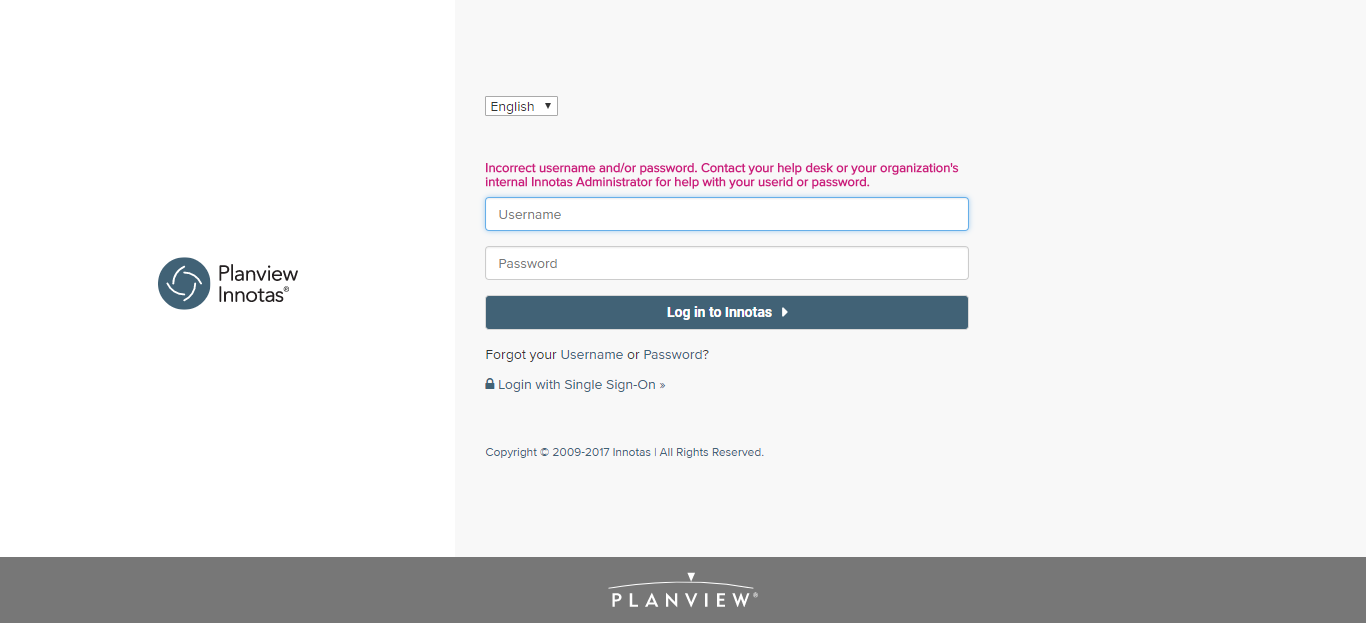 English
Incorrect username and/or password. Contact your help desk or your organization's
internal Innotas Administrator for help with your userid or password.
Username
Password
Planview
Innotas®
Log in to Innotas
Forgot your Username or Password?
Login with Single Sign-On »
Copyright © 2009-2017 Innotas | All Rights Reserved.
PLANVIEW®